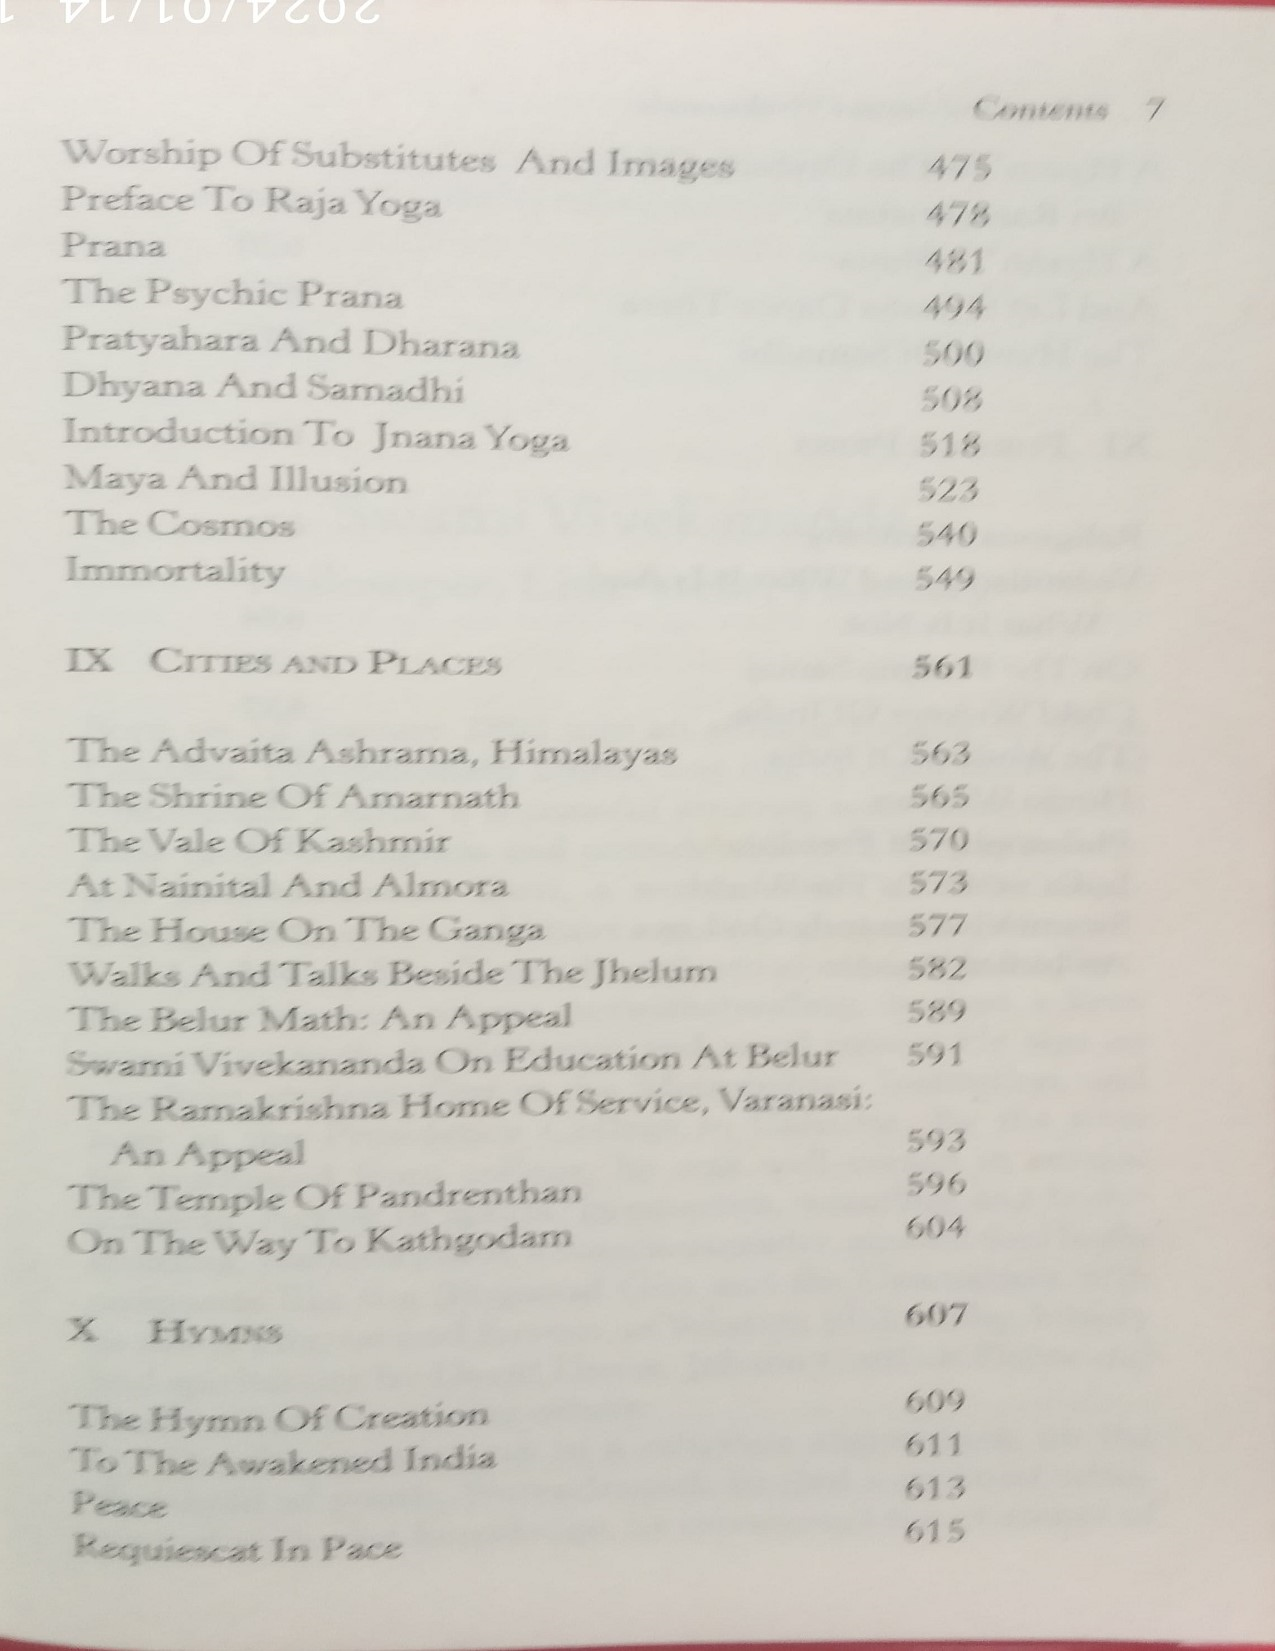 2024/01/14 1
Contents 7
Worship Of Substitutes And Images 475
Preface To Raja Yoga 478
Prana 481
The Psychic Prana 494
Pratyahara And Dharana 500
Dhyana And Samadhi 508
Introduction To Jnana Yoga 518
Maya And Illusion 523
The Cosmos 540
Immortality 549
IX CITIES AND PLACES 561
The Advaita Ashrama, Himalayas 563
The Shrine Of Amarnath 565
The Vale Of Kashmir 570
At Nainital And Almora 573
The House On The Ganga 577
Walks And Talks Beside The Jhelum 582
The Belur Math: An Appeal 589
Swami Vivekananda On Education At Belur 591
The Ramakrishna Home Of Service, Varanasi:
An Appeal 593
The Temple Of Pandrenthan 596
On The Way To Kathgodam 604
X HYMNS 607
The Hymn Of Creation 609
To The Awakened India 611
Peace 613
Requiescat In Pace 615